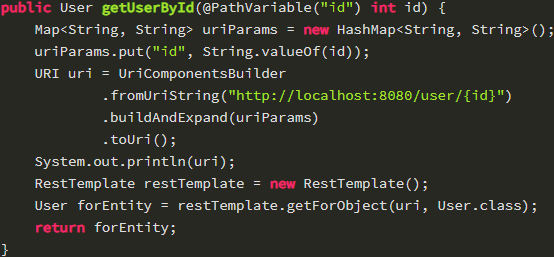 public User getUserById(@PathVariable("id") int id) {
Map<String, String> uriParams = new HashMap<String, String>();
uriParams.put("id", String.valueOf(id));
URI uri = UriComponentsBuilder
.fromUriString("http://localhost:8080/user/{id}")
.buildAndExpand(uriParams)
.toUri();
System.out.println(uri);
RestTemplate restTemplate = new RestTemplate();
User forEntity = restTemplate.getForObject(uri, User.class);
return forEntity;
}